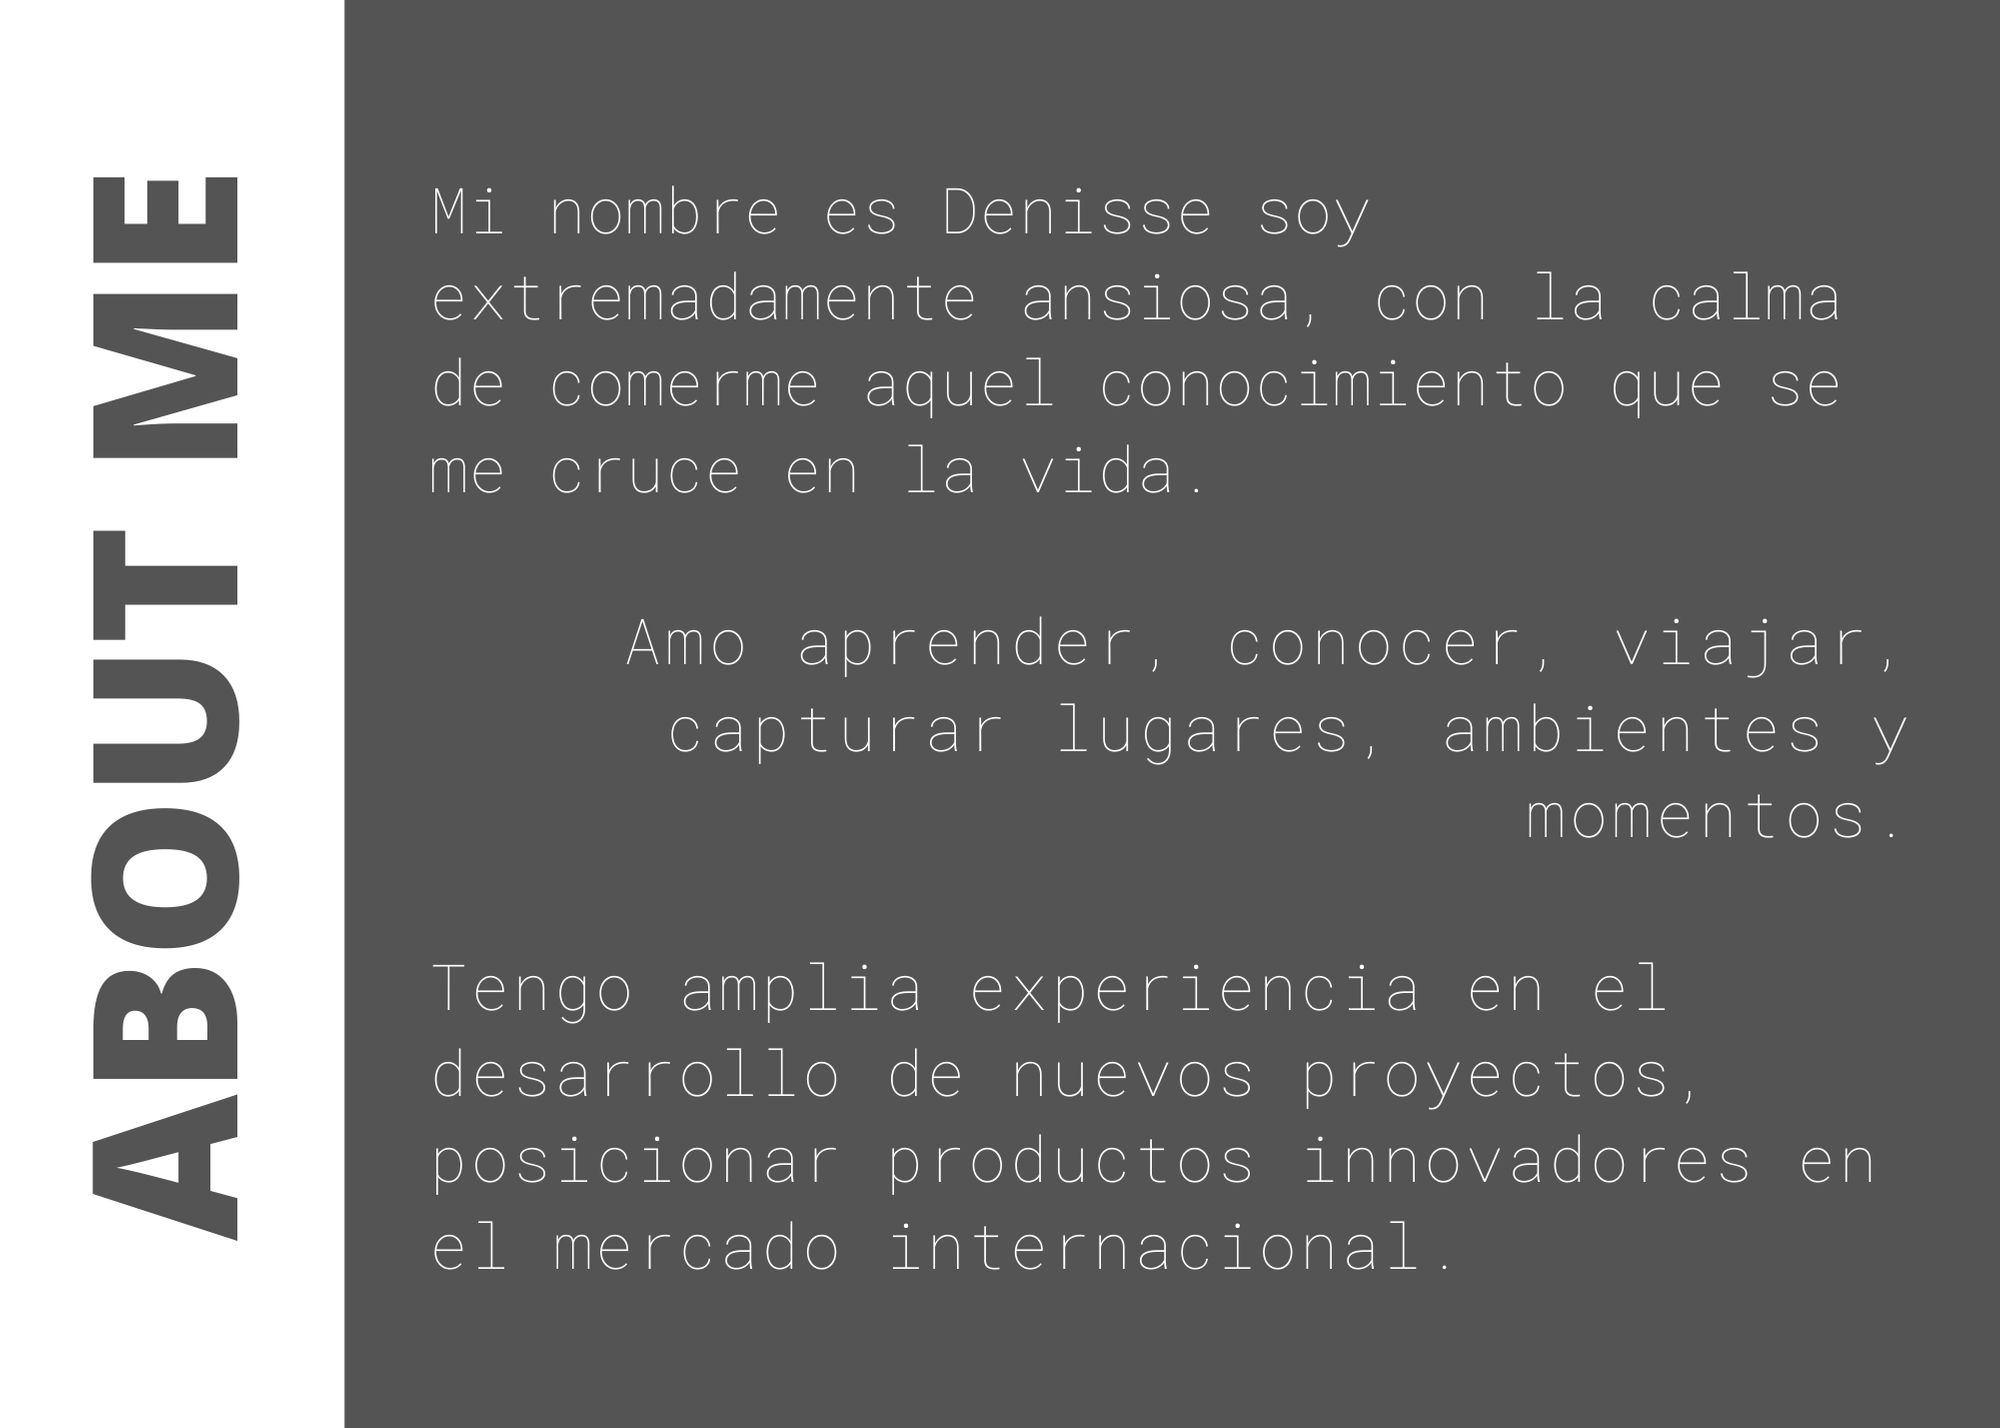 ABOUT ME
Mi nombre es Denisse soy
extremadamente ansiosa, con la calma
de comerme aquel conocimiento que se
me cruce en la vida.
Amo aprender, conocer, viajar,
capturar lugares, ambientes y
momentos.
Tengo amplia experiencia en el
desarrollo de nuevos proyectos,
posicionar productos innovadores en
el mercado internacional.